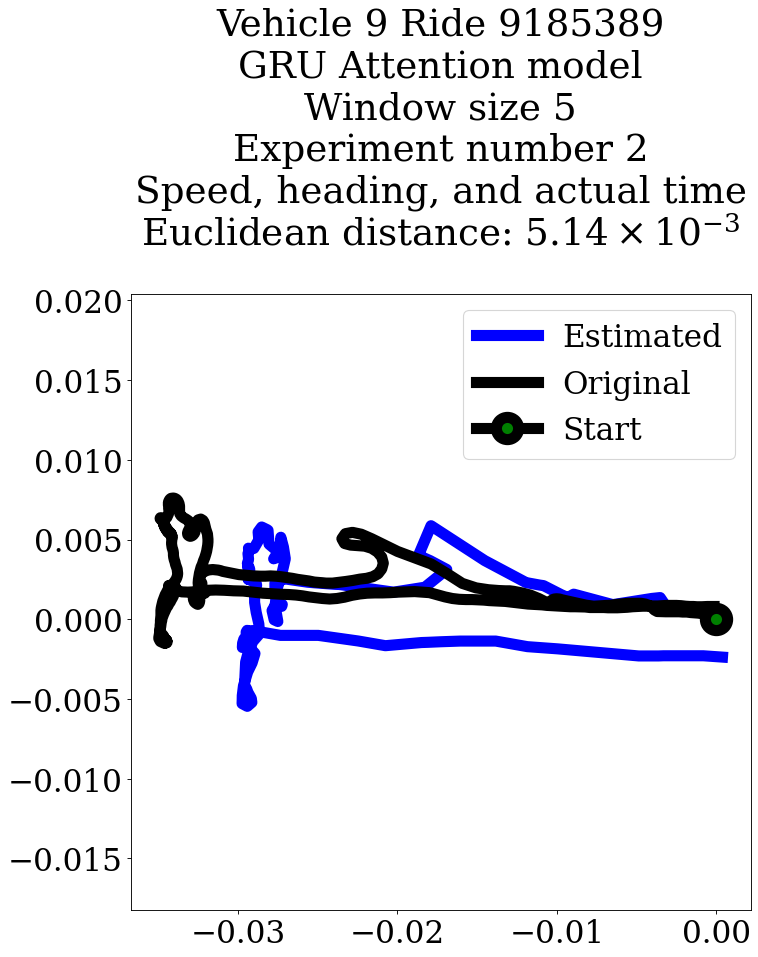 Vehicle 9 Ride 9185389
GRU Attention model
Window size 5
Experiment number 2
Speed, heading, and actual time
Euclidean distance: 5.14 × 10⁻³
Estimated
Original
Start
0.020
0.015
0.010
0.005
0.000
−0.005
−0.010
−0.015
−0.03 −0.02 −0.01 0.00